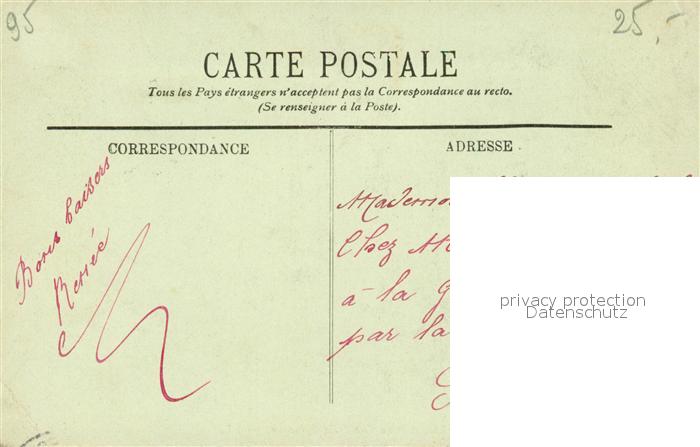 95
25,-
CARTE POSTALE
Tous les Pays étrangers n'acceptent pas la Correspondance au recto.
(Se renseigner à la Poste).
CORRESPONDANCE
ADRESSE
Bons baisers
Renée
Mademoi
Chez M
à la g
par la
privacy protection
Datenschutz